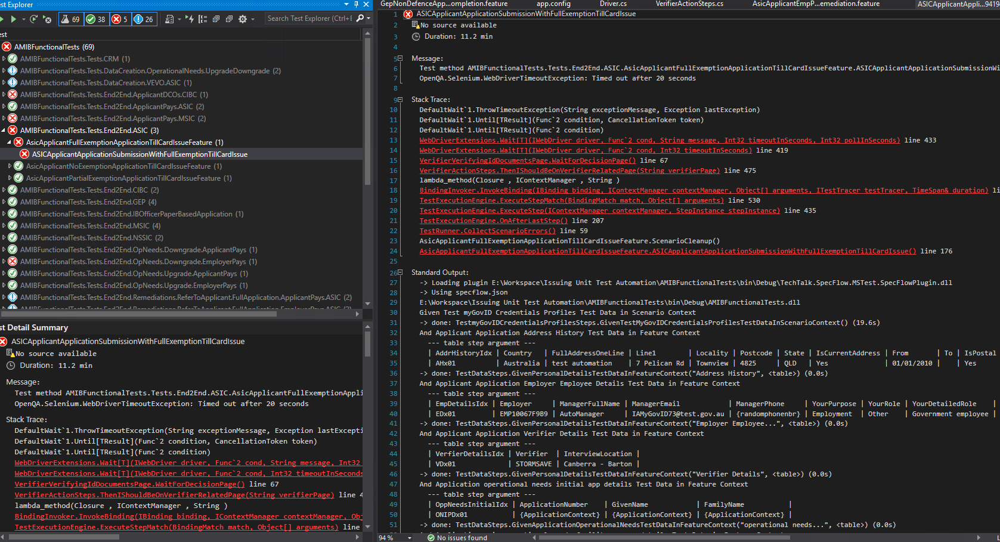 est Explorer
69 38 5 26 Search Test Explorer (Ctrl+E
est
AMIBFunctionalTests (69)
AMIBFunctionalTests.Tests.CRM (1)
AMIBFunctionalTests.Tests.DataCreation.OperationalNeeds.UpgradeDowngrade (2)
AMIBFunctionalTests.Tests.DataCreation.VEVO.ASIC (1)
AMIBFunctionalTests.Tests.End2End.ApplicantDCOs.CIBC (1)
AMIBFunctionalTests.Tests.End2End.ApplicantPays.ASIC (2)
AMIBFunctionalTests.Tests.End2End.ApplicantPays.MSIC (2)
AMIBFunctionalTests.Tests.End2End.ASIC (3)
AsicApplicantFullExemptionApplicationTillCardIssueFeature (1)
ASICApplicantApplicationSubmissionWithFullExemptionTillCardIssue
AsicApplicantNoExemptionApplicationTillCardIssueFeature (1)
AsicApplicantPartialExemptionApplicationTillCardIssueFeature (1)
AMIBFunctionalTests.Tests.End2End.CIBC (2)
AMIBFunctionalTests.Tests.End2End.GEP (4)
AMIBFunctionalTests.Tests.End2End.IBOfficerPaperBasedApplication (1)
AMIBFunctionalTests.Tests.End2End.MSIC (4)
AMIBFunctionalTests.Tests.End2End.NSSIC (2)
AMIBFunctionalTests.Tests.End2End.OpNeeds.Downgrade.ApplicantPays (1)
AMIBFunctionalTests.Tests.End2End.OpNeeds.Downgrade.EmployerPays (1)
AMIBFunctionalTests.Tests.End2End.OpNeeds.Upgrade.ApplicantPays (1)
AMIBFunctionalTests.Tests.End2End.OpNeeds.Upgrade.EmployerPays (1)
AMIBFunctionalTests.Tests.End2End.Remediations.ReferToApplicant.FullApplication.ApplicantPays.ASIC (2)
st Detail Summary
ASICApplicantApplicationSubmissionWithFullExemptionTillCardIssue
No source available
Duration: 11.2 min
Message:
Test method AMIBFunctionalTests.Tests.End2End.ASIC.AsicApplicantFullExemptionAppli
OpenQA.Selenium.WebDriverTimeoutException: Timed out after 20 seconds
Stack Trace:
DefaultWait`1.ThrowTimeoutException(String exceptionMessage, Exception lastExcepti
DefaultWait`1.Until[TResult](Func`2 condition, CancellationToken token)
DefaultWait`1.Until[TResult](Func`2 condition)
WebDriverExtensions.Wait[T](IWebDriver driver, Func`2 cond, String message, Int32
WebDriverExtensions.Wait[T](IWebDriver driver, Func`2 cond, Int32 timeoutInSeconds
VerifierVerifyingIdDocumentsPage.WaitForDecisionPage() line 67
VerifierActionSteps.ThenIShouldBeOnVerifierRelatedPage(String verifierPage) line 4
lambda_method(Closure , IContextManager , String )
BindingInvoker.InvokeBinding(IBinding binding, IContextManager contextManager, Obj
TestExecutionEngine.ExecuteStepMatch(BindingMatch match, Object[] arguments) line
GepNonDefenceApp...ompletion.feature app.config Driver.cs VerifierActionSteps.cs AsicApplicantEmpP...emediation.feature ASICApplicantAppli...9419
1 ASICApplicantApplicationSubmissionWithFullExemptionTillCardIssue
2 No source available
3 Duration: 11.2 min
4
5 Message:
6 Test method AMIBFunctionalTests.Tests.End2End.ASIC.AsicApplicantFullExemptionApplicationTillCardIssueFeature.ASICApplicantApplicationSubmissionWi
7 OpenQA.Selenium.WebDriverTimeoutException: Timed out after 20 seconds
8
9 Stack Trace:
10 DefaultWait`1.ThrowTimeoutException(String exceptionMessage, Exception lastException)
11 DefaultWait`1.Until[TResult](Func`2 condition, CancellationToken token)
12 DefaultWait`1.Until[TResult](Func`2 condition)
13 WebDriverExtensions.Wait[T](IWebDriver driver, Func`2 cond, String message, Int32 timeoutInSeconds, Int32 pollInSeconds) line 433
14 WebDriverExtensions.Wait[T](IWebDriver driver, Func`2 cond, Int32 timeoutInSeconds) line 419
15 VerifierVerifyingIdDocumentsPage.WaitForDecisionPage() line 67
16 VerifierActionSteps.ThenIShouldBeOnVerifierRelatedPage(String verifierPage) line 475
17 lambda_method(Closure , IContextManager , String )
18 BindingInvoker.InvokeBinding(IBinding binding, IContextManager contextManager, Object[] arguments, ITestTracer testTracer, TimeSpan& duration) li
19 TestExecutionEngine.ExecuteStepMatch(BindingMatch match, Object[] arguments) line 530
20 TestExecutionEngine.ExecuteStep(IContextManager contextManager, StepInstance stepInstance) line 435
21 TestExecutionEngine.OnAfterLastStep() line 207
22 TestRunner.CollectScenarioErrors() line 59
23 AsicApplicantFullExemptionApplicationTillCardIssueFeature.ScenarioCleanup()
24 AsicApplicantFullExemptionApplicationTillCardIssueFeature.ASICApplicantApplicationSubmissionWithFullExemptionTillCardIssue() line 176
25
26 Standard Output:
27 -> Loading plugin E:\Workspace\Issuing Unit Test Automation\AMIBFunctionalTests\bin\Debug\TechTalk.SpecFlow.MSTest.SpecFlowPlugin.dll
28 -> Using specflow.json
29 E:\Workspace\Issuing Unit Test Automation\AMIBFunctionalTests\bin\Debug\AMIBFunctionalTests.dll
30 Given Test myGovID Credentials Profiles Test Data in Scenario Context
31 -> done: TestmyGovIDCredentialsProfilesSteps.GivenTestMyGovIDCredentialsProfilesTestDataInScenarioContext() (19.6s)
32 And Applicant Application Address History Test Data in Feature Context
33 --- table step argument ---
34 | AddrHistoryIdx | Country | FullAddressOneLine | Line1 | Locality | Postcode | State | IsCurrentAddress | From | To | IsPostal
35 | AHx01 | Australia | test automation | 7 Pelican Rd | Townview | 4825 | QLD | Yes | 01/01/2010 | | Yes
36 -> done: TestDataSteps.GivenPersonalDetailsTestDataInFeatureContext("Address History", <table>) (0.0s)
37 And Applicant Application Employer Employee Details Test Data in Feature Context
38 --- table step argument ---
39 | EmpDetailsIdx | Employer | ManagerFullName | ManagerEmail | ManagerPhone | YourPurpose | YourRole | YourDetailedRole |
40 | EDx01 | EMP10067F9B9 | AutoManager | IAMyGovID73@test.gov.au | {randomphonenbr} | Employment | Other | Government employee |
41 -> done: TestDataSteps.GivenPersonalDetailsTestDataInFeatureContext("Employer Employee...", <table>) (0.0s)
42 And Applicant Application Verifier Details Test Data in Feature Context
43 --- table step argument ---
44 | VerfierDetailsIdx | Verifier | InterviewLocation |
45 | VDx01 | STORMSAVE | Canberra - Barton |
46 -> done: TestDataSteps.GivenPersonalDetailsTestDataInFeatureContext("Verifier Details", <table>) (0.0s)
47 And Application operational needs initial app details Test Data in Feature Context
48 --- table step argument ---
49 | OppNeedsInitialIdx | ApplicationNumber | GivenName | FamilyName |
50 | ONIPDx01 | {ApplicationContext} | {ApplicationContext} | {ApplicationContext} |
51 -> done: TestDataSteps.GivenApplicationOperationalNeedsTestDataInFeatureContext("operational needs...", <table>) (0.0s)
94 % No issues found